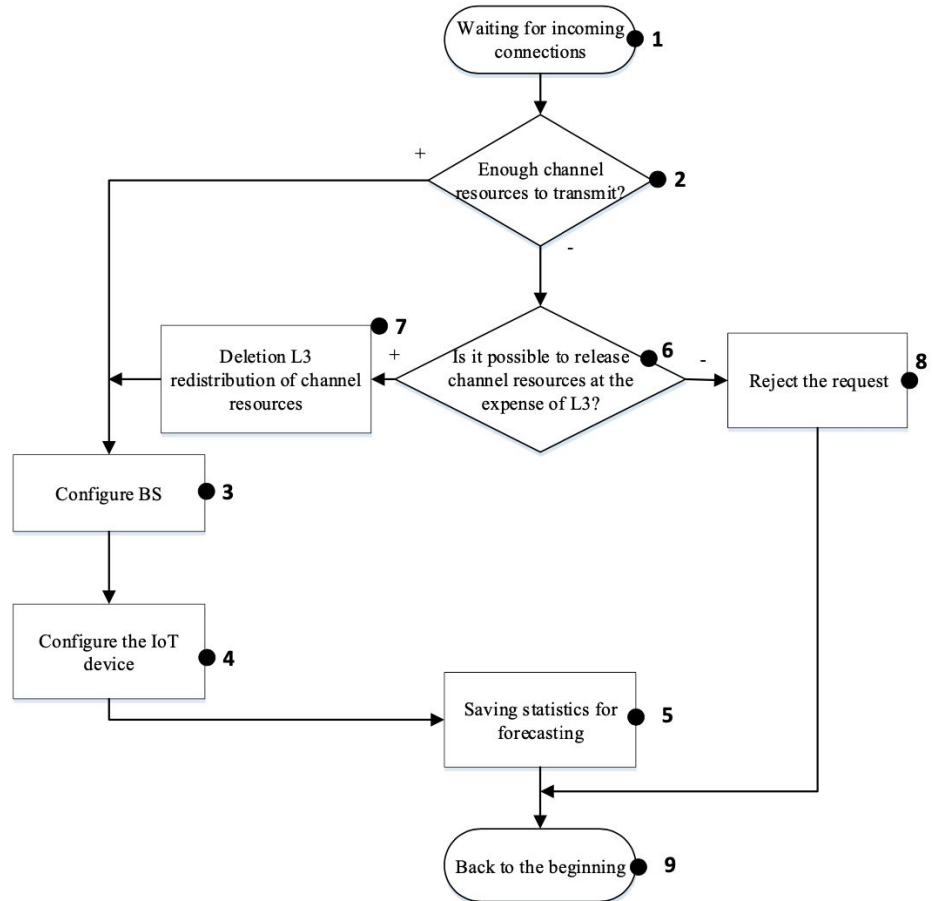 Waiting for incoming
connections
1
+
Enough channel
resources to transmit?
2
-
7
Deletion L3
redistribution of channel
resources
+
Is it possible to release
channel resources at the
expense of L3?
6
-
Reject the request
8
Configure BS
3
Configure the IoT
device
4
Saving statistics for
forecasting
5
Back to the beginning
9